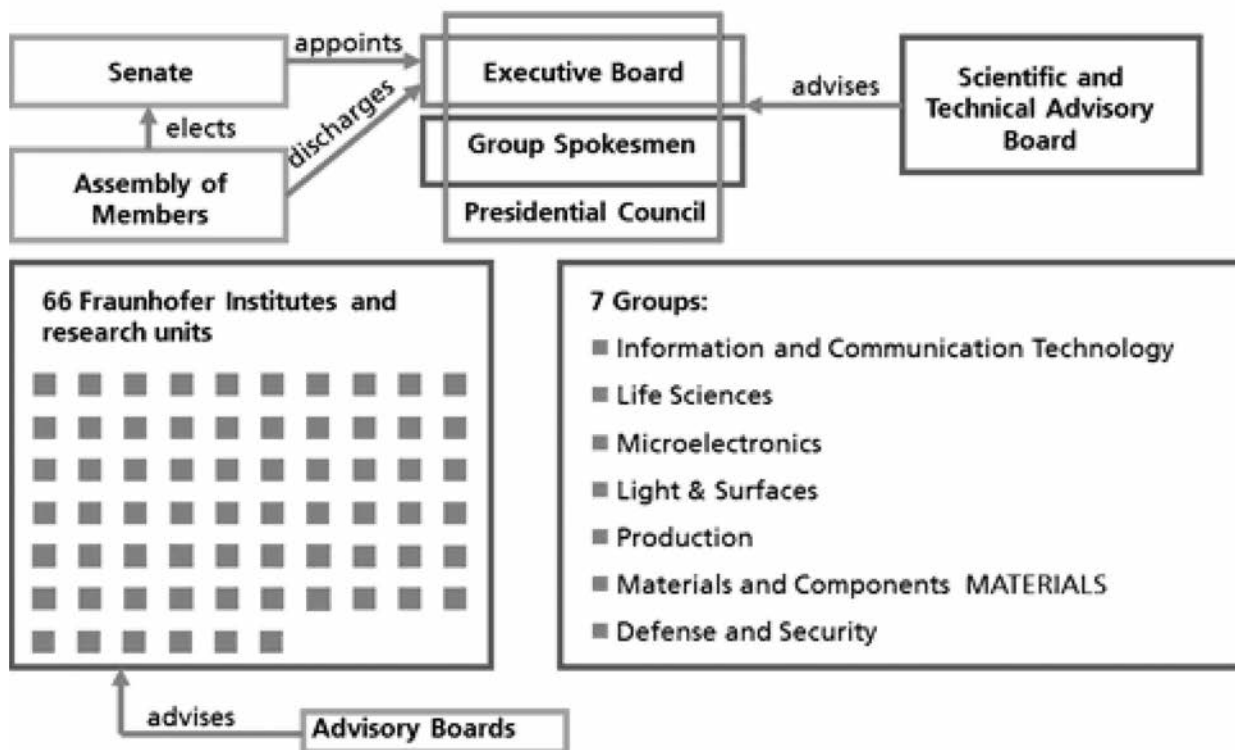 appoints
Senate
Executive Board
Scientific and
Technical Advisory
Board
advises
elects
discharges
Group Spokesmen
Assembly of
Members
Presidential Council
66 Fraunhofer Institutes and
research units
7 Groups:
Information and Communication Technology
Life Sciences
Microelectronics
Light & Surfaces
Production
Materials and Components MATERIALS
Defense and Security
advises
Advisory Boards